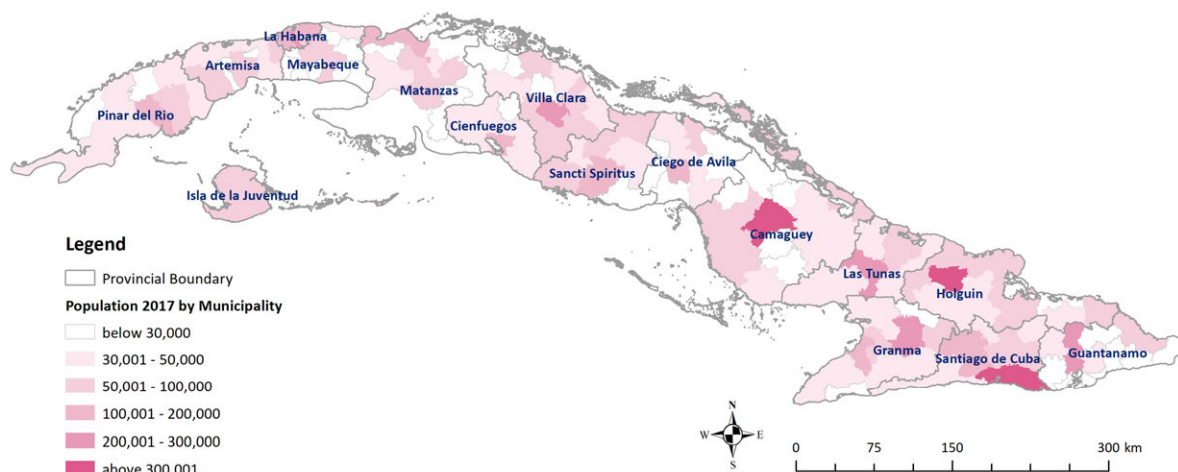 La Habana
Artemisa
Mayabeque
Matanzas
Villa Clara
Pinar del Rio
Cienfuegos
Ciego de Avila
Sancti Spiritus
Isla de la Juventud
Camaguey
Las Tunas
Holguin
Granma
Santiago de Cuba
Guantanamo
Legend
Provincial Boundary
Population 2017 by Municipality
below 30,000
30,001 - 50,000
50,001 - 100,000
100,001 - 200,000
200,001 - 300,000
above 300,001
N
W E
S
0 75 150 300 km